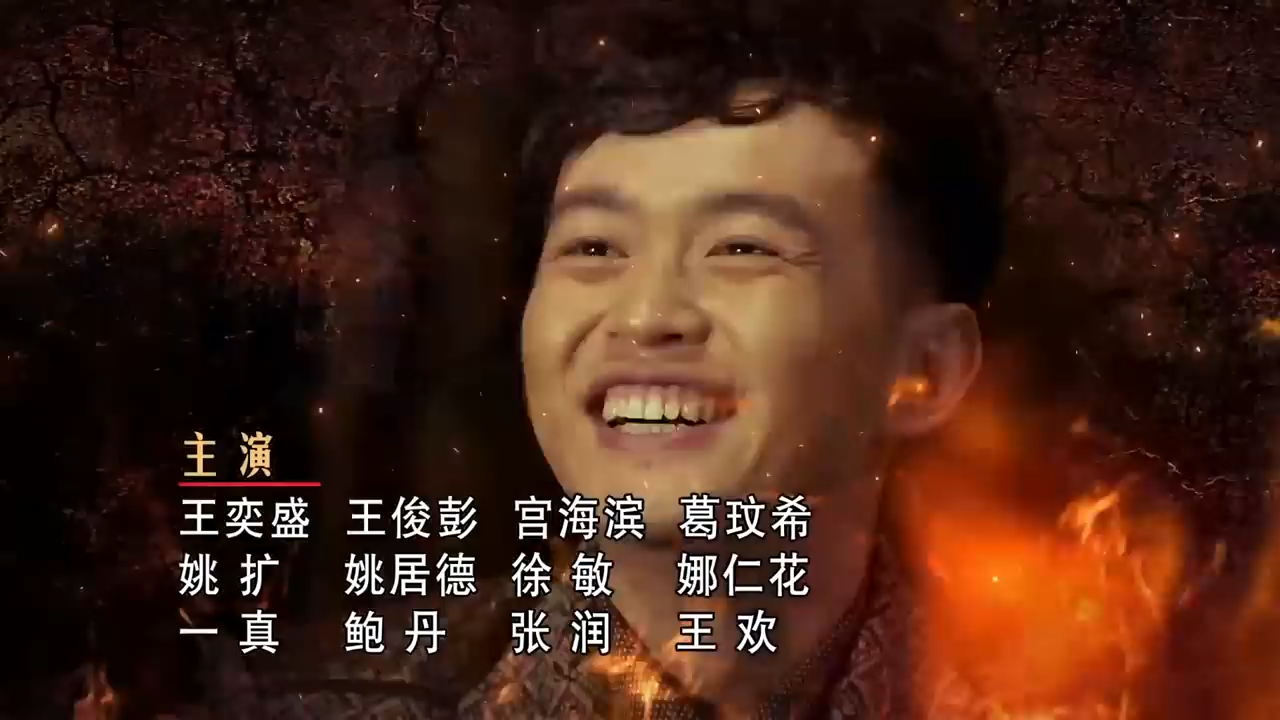 主演
王奕盛 王俊彭 宫海滨 葛玟希
姚扩 姚居德 徐敏 娜仁花
一真 鲍丹 张润 王欢